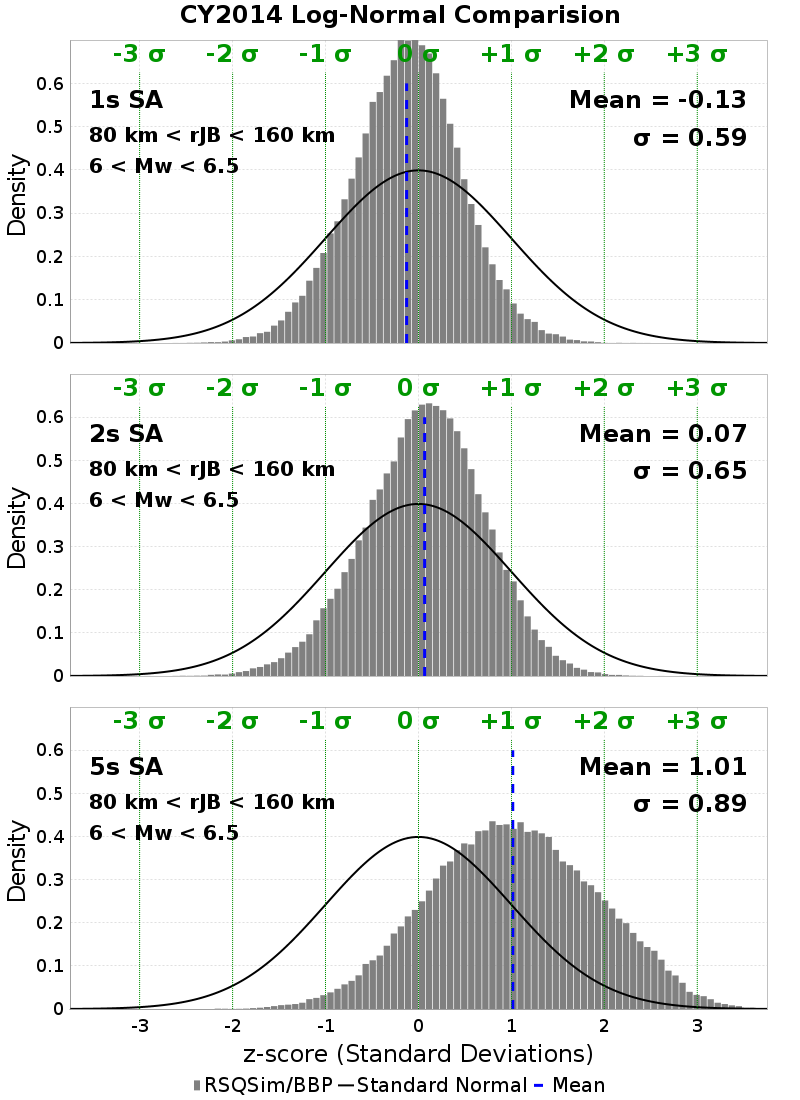 CY2014 Log-Normal Comparision
-3 σ -2 σ -1 σ 0 σ +1 σ +2 σ +3 σ
1s SA
Mean = -0.13
80 km < rJB < 160 km
σ = 0.59
6 < Mw < 6.5
0.6
0.5
0.4
0.3
0.2
0.1
0
Density
-3 σ -2 σ -1 σ 0 σ +1 σ +2 σ +3 σ
2s SA
Mean = 0.07
80 km < rJB < 160 km
σ = 0.65
6 < Mw < 6.5
0.6
0.5
0.4
0.3
0.2
0.1
0
Density
-3 σ -2 σ -1 σ 0 σ +1 σ +2 σ +3 σ
5s SA
Mean = 1.01
80 km < rJB < 160 km
σ = 0.89
6 < Mw < 6.5
0.6
0.5
0.4
0.3
0.2
0.1
0
Density
-3 -2 -1 0 1 2 3
z-score (Standard Deviations)
RSQSim/BBP Standard Normal Mean